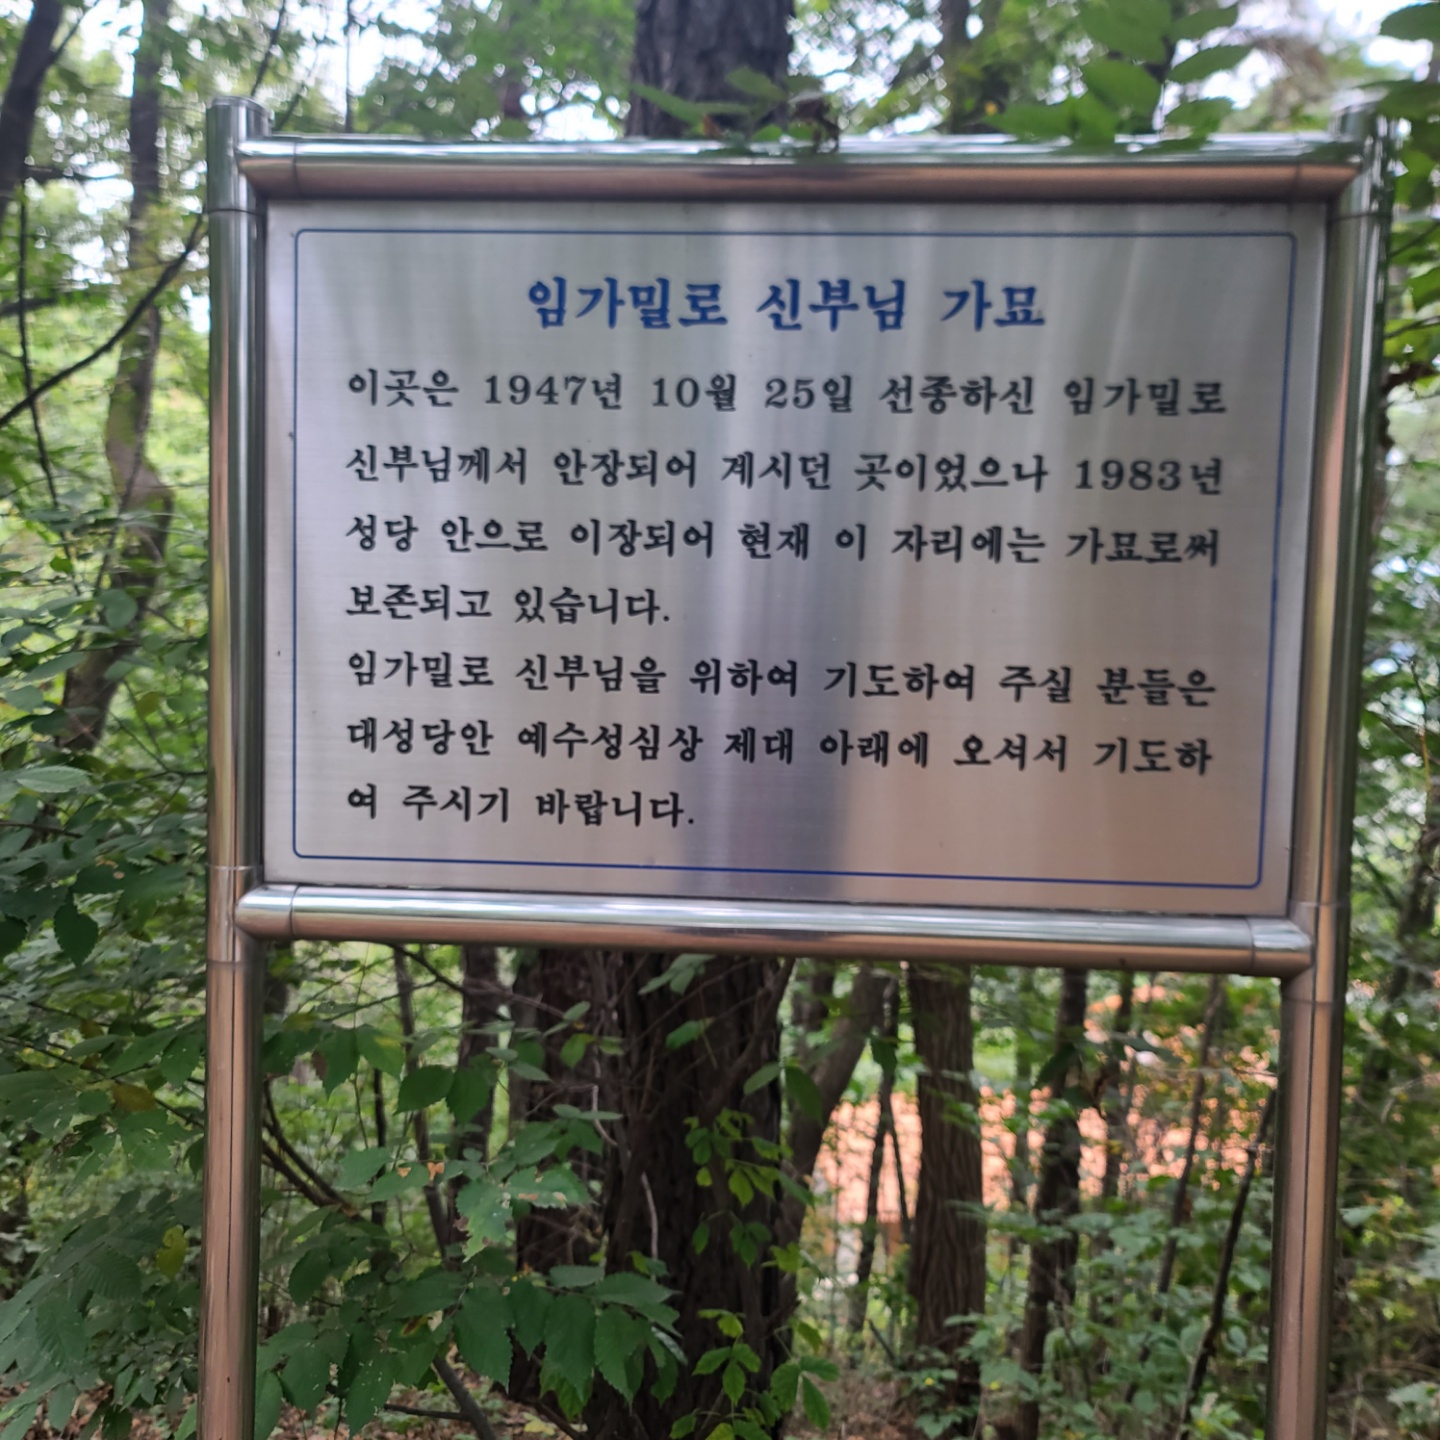 임가밀로 신부님 가묘
이곳은 1947년 10월 25일 선종하신 임가밀로
신부님께서 안장되어 계시던 곳이었으나 1983년
성당 안으로 이장되어 현재 이 자리에는 가묘로써
보존되고 있습니다.
임가밀로 신부님을 위하여 기도하여 주실 분들은
대성당안 예수성심상 제대 아래에 오셔서 기도하
여 주시기 바랍니다.